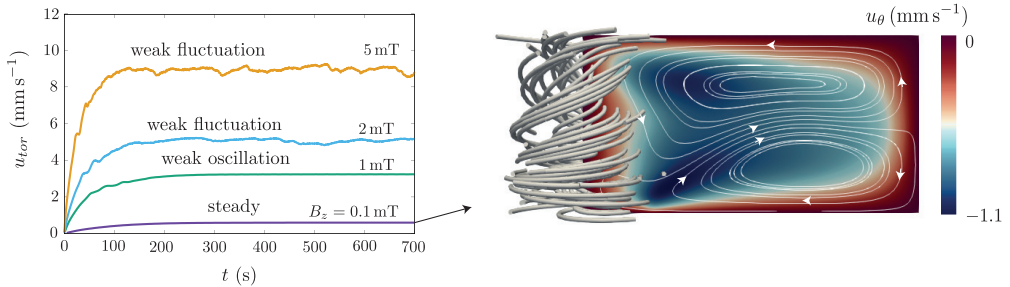 12
10
8
6
4
2
0
u_tor (mm s⁻¹)
weak fluctuation
5 mT
weak fluctuation
2 mT
weak oscillation
1 mT
steady
B_z = 0.1 mT
0 100 200 300 400 500 600 700
t (s)
u_θ (mm s⁻¹)
0
−1.1